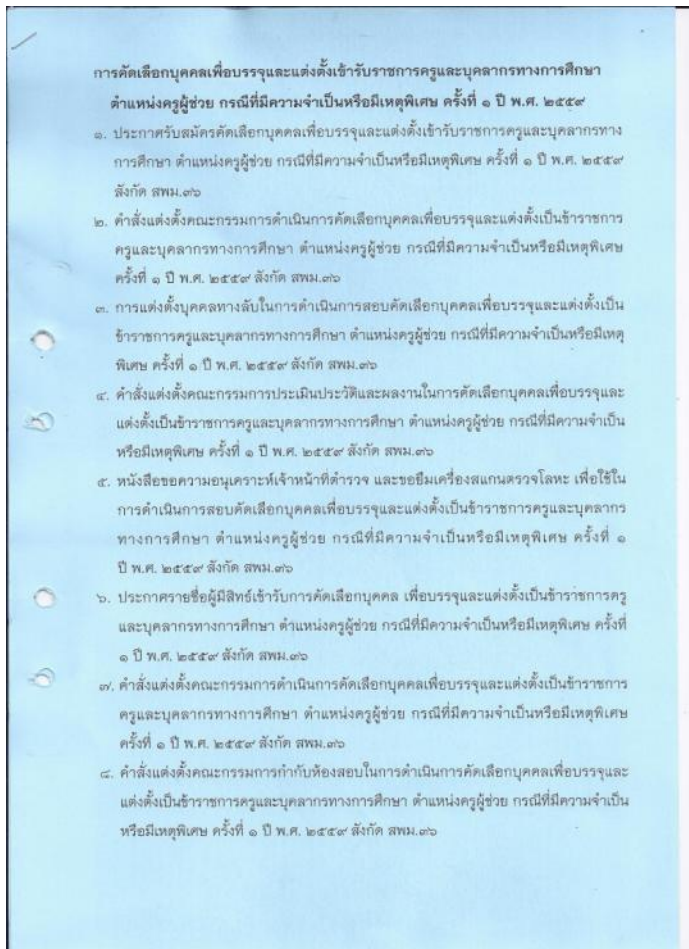 การคัดเลือกบุคคลเพื่อบรรจุและแต่งตั้งเข้ารับราชการครูและบุคลากรทางการศึกษา
ตำแหน่งครูผู้ช่วย กรณีที่มีความจำเป็นหรือมีเหตุพิเศษ ครั้งที่ ๑ ปี พ.ศ. ๒๕๕๙
๑. ประกาศรับสมัครคัดเลือกบุคคลเพื่อบรรจุและแต่งตั้งเข้ารับราชการครูและบุคลากรทาง
การศึกษา ตำแหน่งครูผู้ช่วย กรณีที่มีความจำเป็นหรือมีเหตุพิเศษ ครั้งที่ ๑ ปี พ.ศ. ๒๕๕๙
สังกัด สพม.๓๖
๒. คำสั่งแต่งตั้งคณะกรรมการดำเนินการคัดเลือกบุคคลเพื่อบรรจุและแต่งตั้งเป็นข้าราชการ
ครูและบุคลากรทางการศึกษา ตำแหน่งครูผู้ช่วย กรณีที่มีความจำเป็นหรือมีเหตุพิเศษ
ครั้งที่ ๑ ปี พ.ศ. ๒๕๕๙ สังกัด สพม.๓๖
๓. การแต่งตั้งบุคคลทางลับในการดำเนินการสอบคัดเลือกบุคคลเพื่อบรรจุและแต่งตั้งเป็น
ข้าราชการครูและบุคลากรทางการศึกษา ตำแหน่งครูผู้ช่วย กรณีที่มีความจำเป็นหรือมีเหตุ
พิเศษ ครั้งที่ ๑ ปี พ.ศ. ๒๕๕๙ สังกัด สพม.๓๖
๔. คำสั่งแต่งตั้งคณะกรรมการประเมินประวัติและผลงานในการคัดเลือกบุคคลเพื่อบรรจุและ
แต่งตั้งเป็นข้าราชการครูและบุคลากรทางการศึกษา ตำแหน่งครูผู้ช่วย กรณีที่มีความจำเป็น
หรือมีเหตุพิเศษ ครั้งที่ ๑ ปี พ.ศ. ๒๕๕๙ สังกัด สพม.๓๖
๕. หนังสือขอความอนุเคราะห์เจ้าหน้าที่ตำรวจ และขอยืมเครื่องสแกนตรวจโลหะ เพื่อใช้ใน
การดำเนินการสอบคัดเลือกบุคคลเพื่อบรรจุและแต่งตั้งเป็นข้าราชการครูและบุคลากร
ทางการศึกษา ตำแหน่งครูผู้ช่วย กรณีที่มีความจำเป็นหรือมีเหตุพิเศษ ครั้งที่ ๑
ปี พ.ศ. ๒๕๕๙ สังกัด สพม.๓๖
๖. ประกาศรายชื่อผู้มีสิทธ์เข้ารับการคัดเลือกบุคคล เพื่อบรรจุและแต่งตั้งเป็นข้าราชการครู
และบุคลากรทางการศึกษา ตำแหน่งครูผู้ช่วย กรณีที่มีความจำเป็นหรือมีเหตุพิเศษ ครั้งที่
๑ ปี พ.ศ. ๒๕๕๙ สังกัด สพม.๓๖
๗. คำสั่งแต่งตั้งคณะกรรมการดำเนินการคัดเลือกบุคคลเพื่อบรรจุและแต่งตั้งเป็นข้าราชการ
ครูและบุคลากรทางการศึกษา ตำแหน่งครูผู้ช่วย กรณีที่มีความจำเป็นหรือมีเหตุพิเศษ
ครั้งที่ ๑ ปี พ.ศ. ๒๕๕๙ สังกัด สพม.๓๖
๘. คำสั่งแต่งตั้งคณะกรรมการกำกับห้องสอบในการดำเนินการคัดเลือกบุคคลเพื่อบรรจุและ
แต่งตั้งเป็นข้าราชการครูและบุคลากรทางการศึกษา ตำแหน่งครูผู้ช่วย กรณีที่มีความจำเป็น
หรือมีเหตุพิเศษ ครั้งที่ ๑ ปี พ.ศ. ๒๕๕๙ สังกัด สพม.๓๖